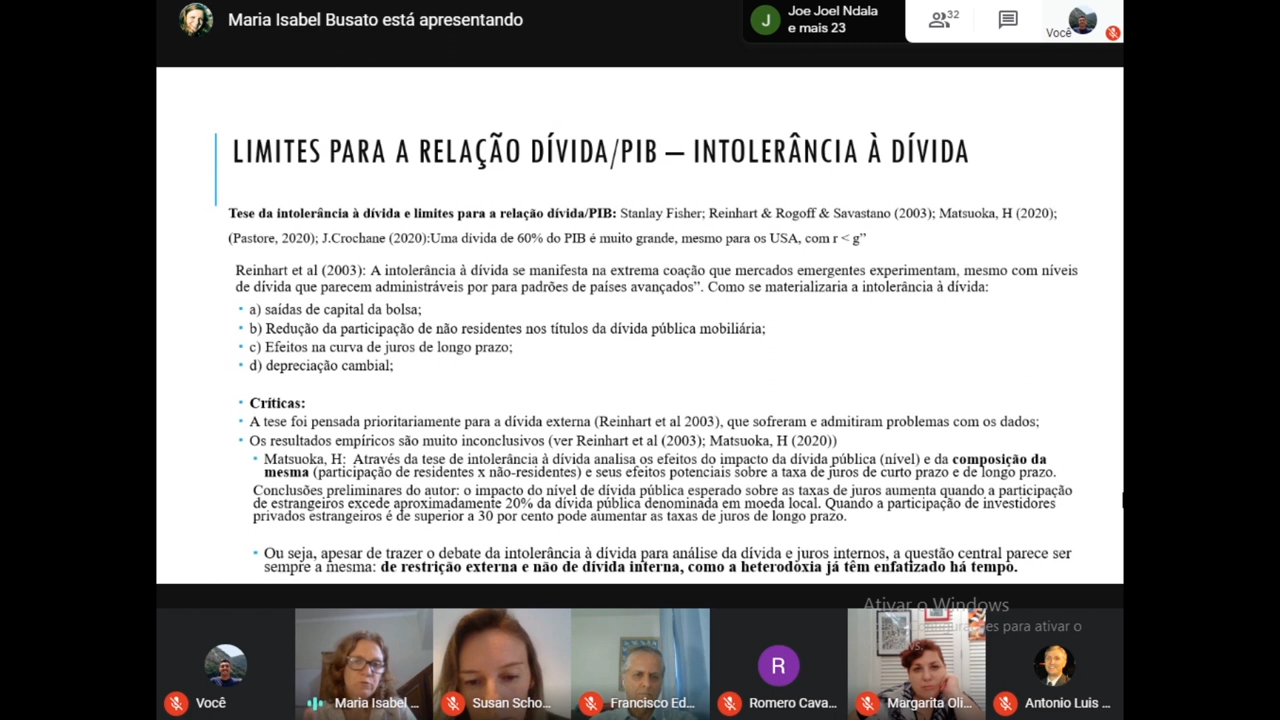 Maria Isabel Busato está apresentando
J
Joe Joel Ndala
e mais 23
32
Você
LIMITES PARA A RELAÇÃO DÍVIDA/PIB – INTOLERÂNCIA À DÍVIDA
Tese da intolerância à dívida e limites para a relação dívida/PIB: Stanlay Fisher; Reinhart & Rogoff & Savastano (2003); Matsuoka, H (2020);
(Pastore, 2020); J.Crochane (2020):Uma dívida de 60% do PIB é muito grande, mesmo para os USA, com r < g”
Reinhart et al (2003): A intolerância à dívida se manifesta na extrema coação que mercados emergentes experimentam, mesmo com níveis
de dívida que parecem administráveis por para padrões de países avançados”. Como se materializaria a intolerância à dívida:
• a) saídas de capital da bolsa;
• b) Redução da participação de não residentes nos títulos da dívida pública mobiliária;
• c) Efeitos na curva de juros de longo prazo;
• d) depreciação cambial;
• Críticas:
• A tese foi pensada prioritariamente para a dívida externa (Reinhart et al 2003), que sofreram e admitiram problemas com os dados;
• Os resultados empíricos são muito inconclusivos (ver Reinhart et al (2003); Matsuoka, H (2020))
• Matsuoka, H: Através da tese de intolerância à dívida analisa os efeitos do impacto da dívida pública (nível) e da composição da
mesma (participação de residentes x não-residentes) e seus efeitos potenciais sobre a taxa de juros de curto prazo e de longo prazo.
Conclusões preliminares do autor: o impacto do nível de dívida pública esperado sobre as taxas de juros aumenta quando a participação
de estrangeiros excede aproximadamente 20% da dívida pública denominada em moeda local. Quando a participação de investidores
privados estrangeiros é de superior a 30 por cento pode aumentar as taxas de juros de longo prazo.
• Ou seja, apesar de trazer o debate da intolerância à dívida para análise da dívida e juros internos, a questão central parece ser
sempre a mesma: de restrição externa e não de dívida interna, como a heterodoxia já têm enfatizado há tempo.
Ativar o Windows
para ativar o
R
Você
Maria Isabel ...
Susan Scho...
Francisco Ed...
Romero Cava...
Margarita Oli...
Antonio Luis ...